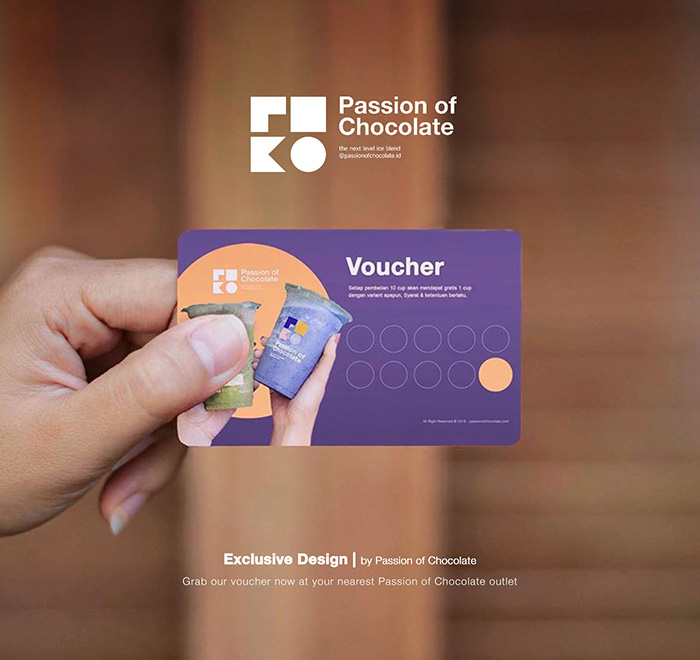 Passion of
Chocolate
the next level ice blend
@passionofchocolate.id
Voucher
Setiap pembelian 10 cup akan mendapat gratis 1 cup
dengan variant apapun, Syarat & ketentuan berlaku.
Passion of
Chocolate
Passion of
Chocolate
All Right Reserved © 2019 - passionofchocolate.com
Exclusive Design | by Passion of Chocolate
Grab our voucher now at your nearest Passion of Chocolate outlet